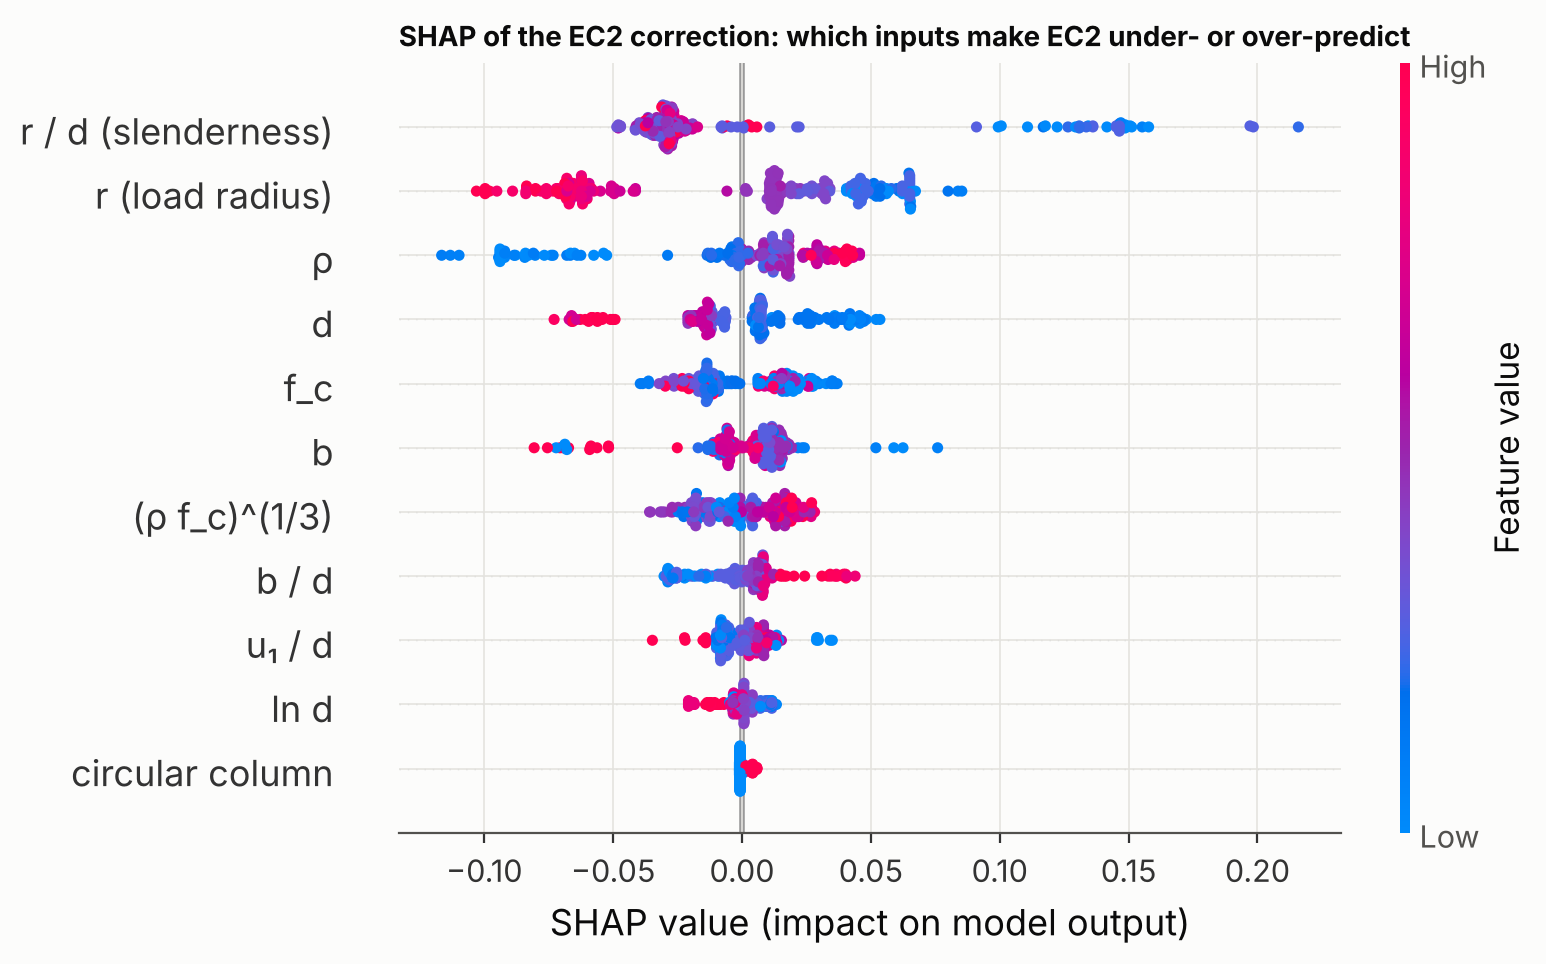 SHAP of the EC2 correction: which inputs make EC2 under- or over-predict
High
r / d (slenderness)
r (load radius)
ρ
d
f_c
b
(ρ f_c)^(1/3)
b / d
u₁ / d
ln d
circular column
Feature value
Low
−0.10 −0.05 0.00 0.05 0.10 0.15 0.20
SHAP value (impact on model output)